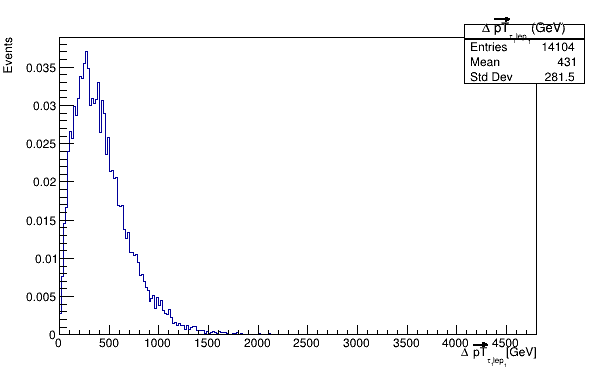 Δ pT τ,lep, (GeV)
Entries 14104
Mean 431
Std Dev 281.5
Events
0.035
0.03
0.025
0.02
0.015
0.01
0.005
0
0 500 1000 1500 2000 2500 3000 3500 4000 4500
Δ pT τ,lep, [GeV]